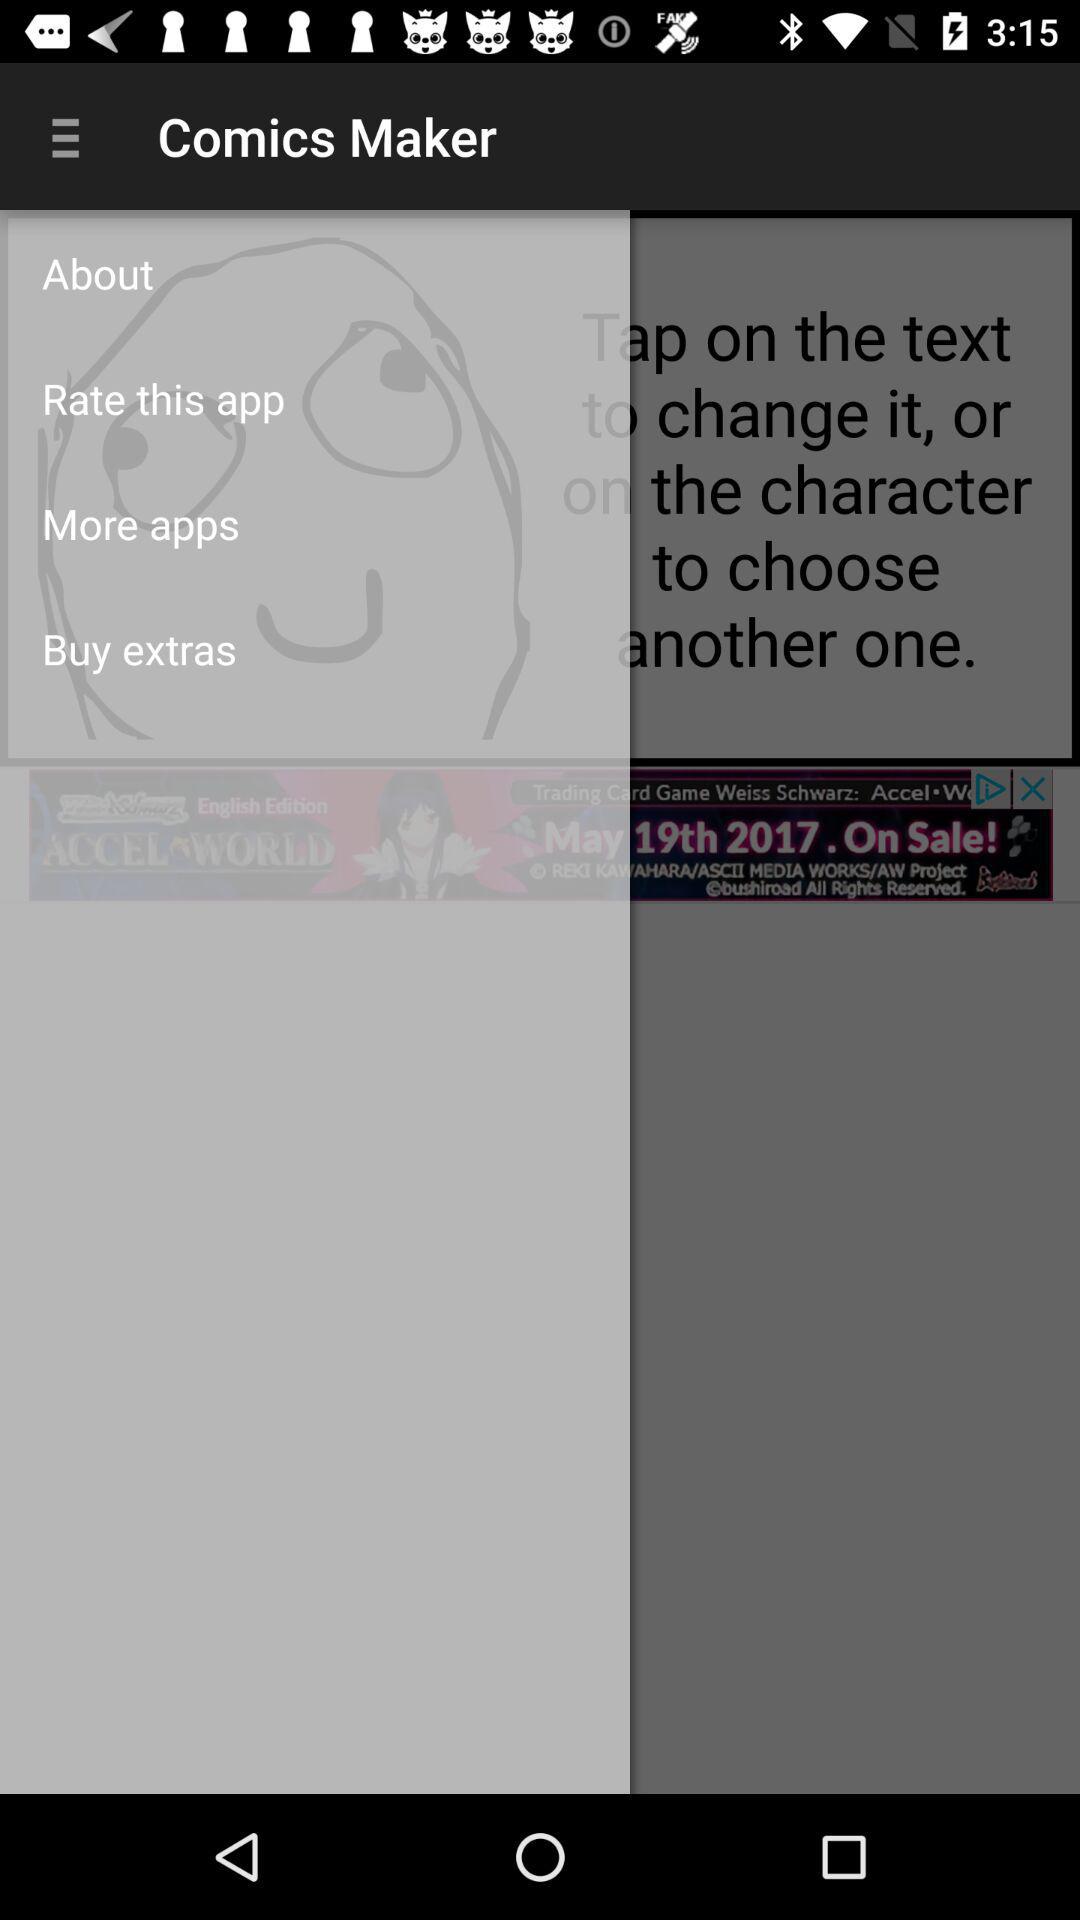 FAKE
3:15
Comics Maker
About
Rate this app
More apps
Buy extras
Tap on the text
to change it, or
on the character
to choose
another one.
English Edition
ACCEL WORLD
Trading Card Game Weiss Schwarz: Accel•Wo
May 19th 2017 . On Sale!
© REKI KAWAHARA/ASCII MEDIA WORKS/AW Project
©bushiroad All Rights Reserved.